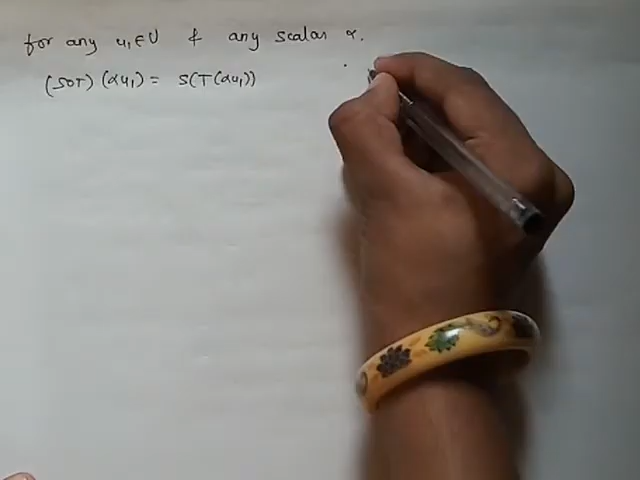 for any u₁∈U & any scalar α.
(SOT)(αu₁) = S(T(αu₁))